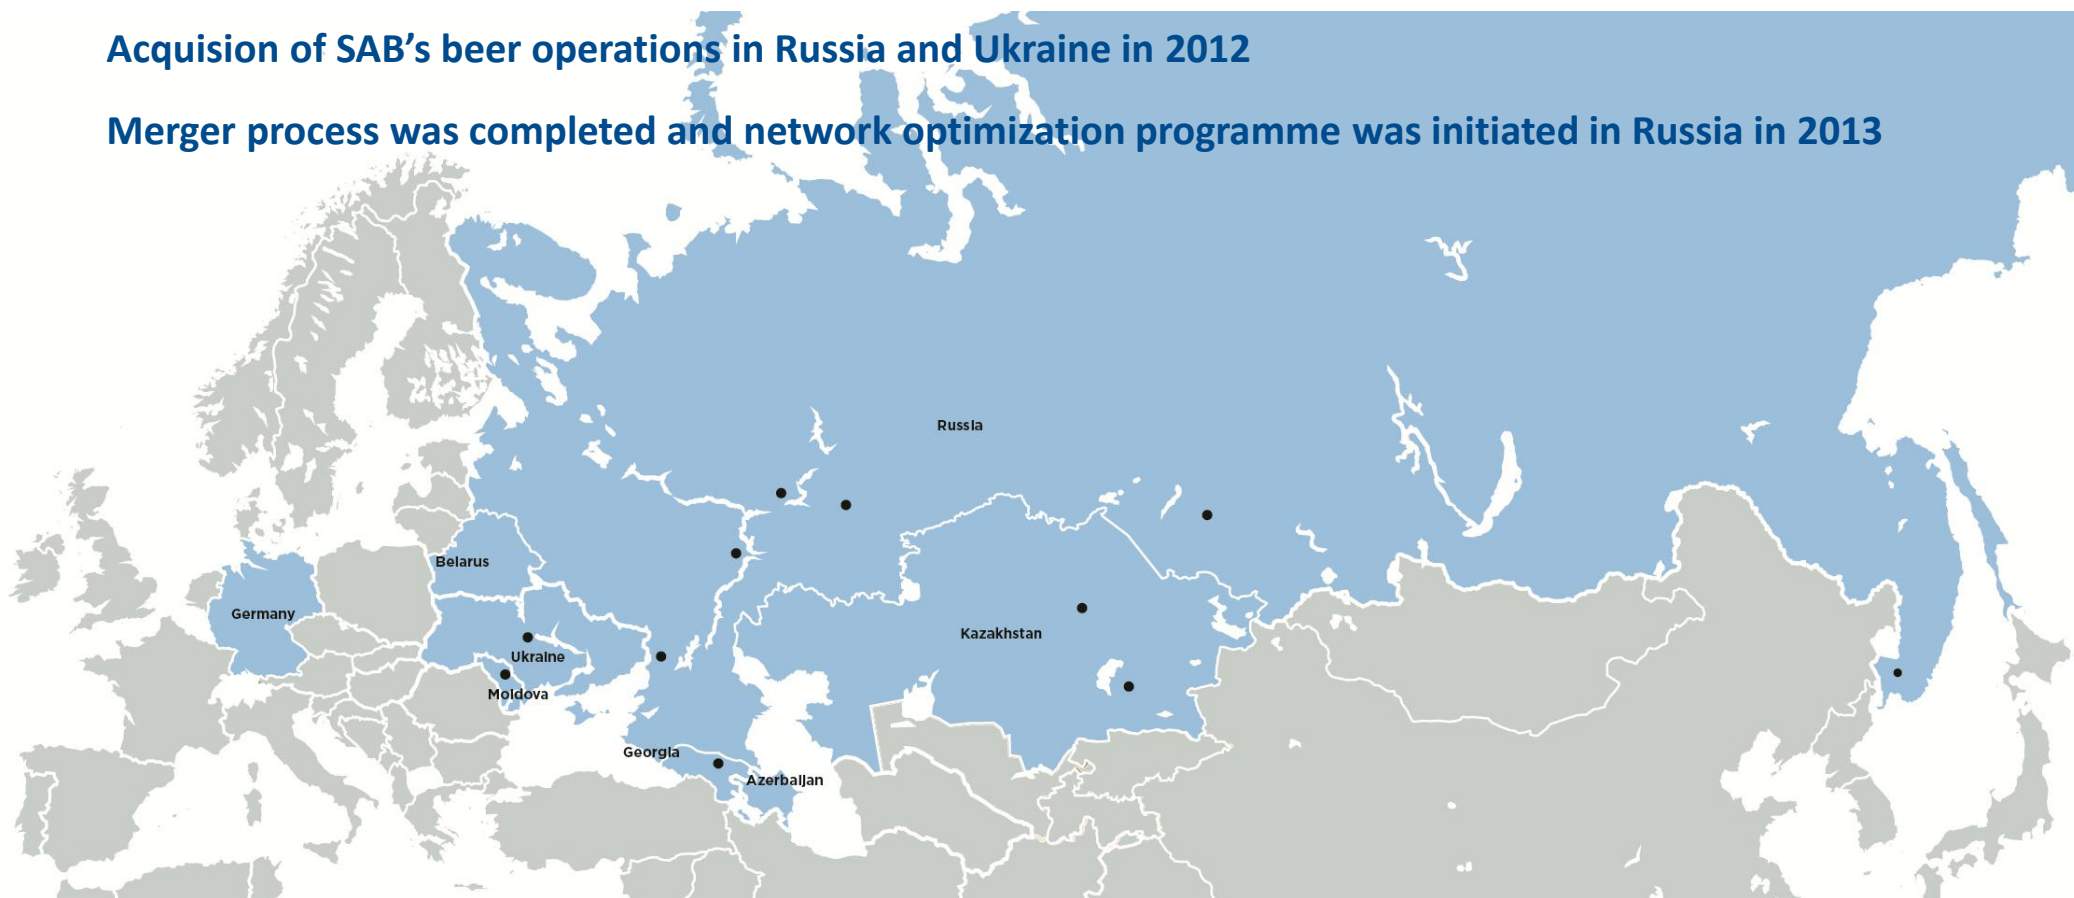 Acquision of SAB’s beer operations in Russia and Ukraine in 2012
Merger process was completed and network optimization programme was initiated in Russia in 2013
Russia
Belarus
Germany
Kazakhstan
Ukraine
Moldova
Georgia
Azerbaijan